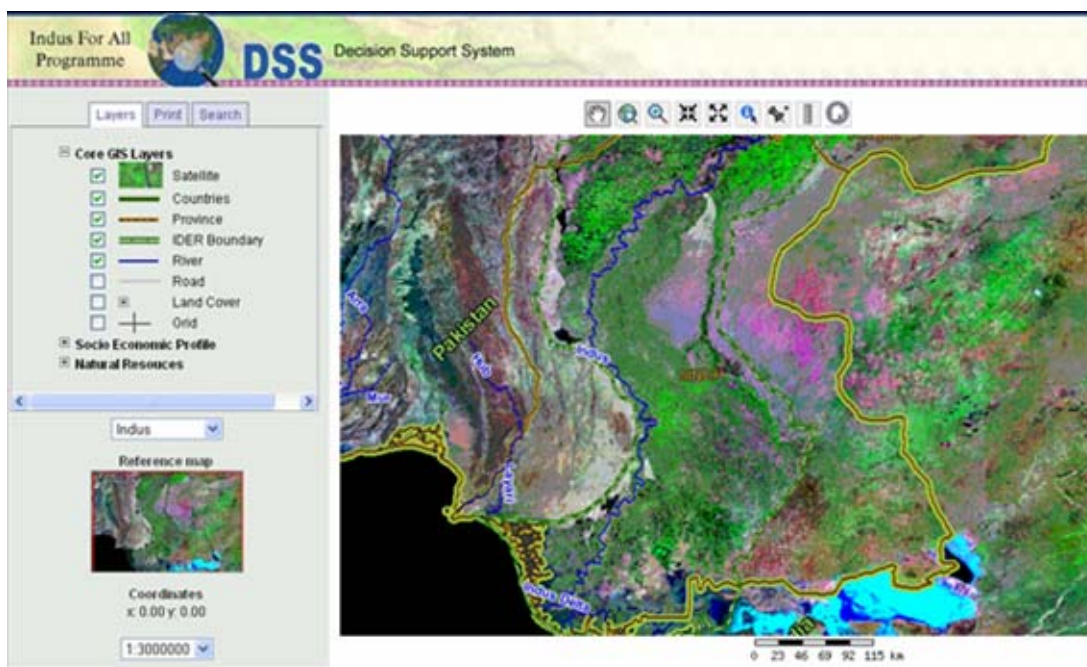 Indus For All
Programme
DSS
Decision Support System
Layers
Print
Search
Core GIS Layers
Satellite
Countries
Province
IDER Boundary
River
Road
Land Cover
Grid
Socio Economic Profile
Natural Resouces
Indus
Reference map
Coordinates
x: 0.00 y: 0.00
1:3000000
Pakistan
Indus
Layari
Indus Delta
0 23 46 69 92 115 km